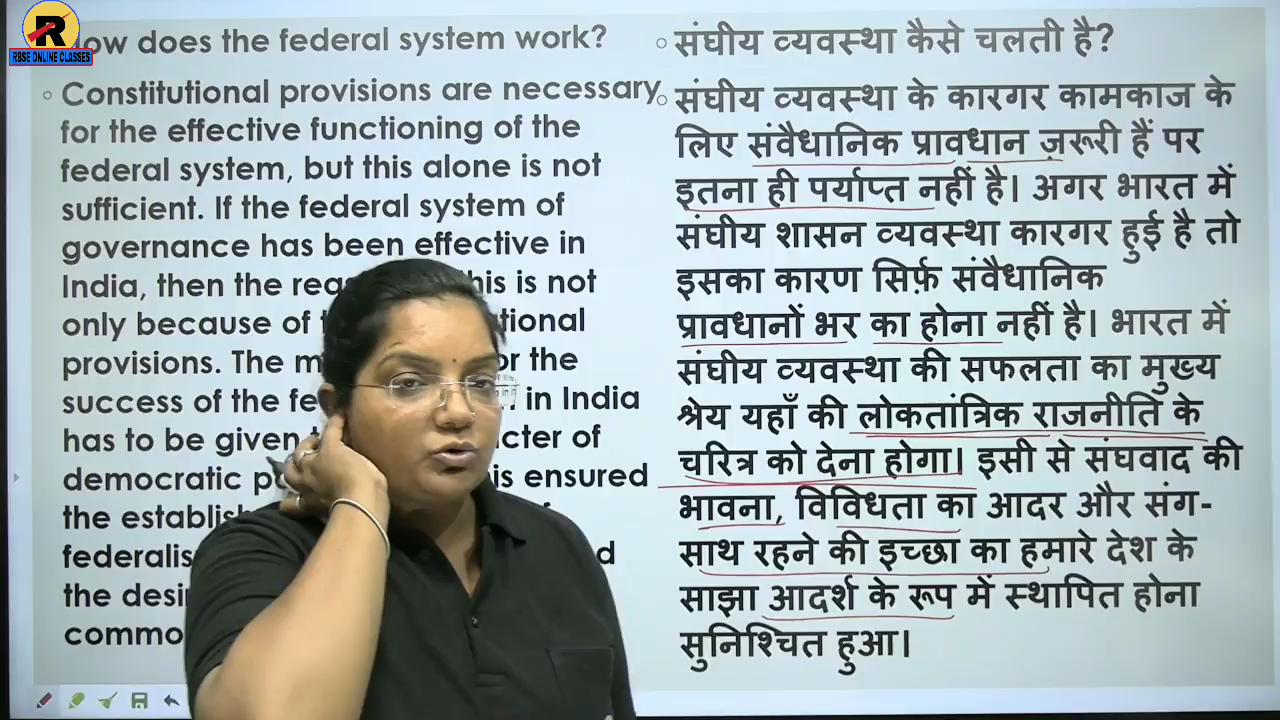 R
RBSE ONLINE CLASSES
How does the federal system work?
Constitutional provisions are necessary
for the effective functioning of the
federal system, but this alone is not
sufficient. If the federal system of
governance has been effective in
India, then the this is not
only because of
provisions. The for the
success of the in India
has to be given
democratic is ensured
the
the
संघीय व्यवस्था कैसे चलती है?
संघीय व्यवस्था के कारगर कामकाज के
लिए संवैधानिक प्रावधान ज़रूरी हैं पर
इतना ही पर्याप्त नहीं है। अगर भारत में
संघीय शासन व्यवस्था कारगर हुई है तो
इसका कारण सिर्फ़ संवैधानिक
प्रावधानों भर का होना नहीं है। भारत में
संघीय व्यवस्था की सफलता का मुख्य
श्रेय यहाँ की लोकतांत्रिक राजनीति के
चरित्र को देना होगा। इसी से संघवाद की
भावना, विविधता का आदर और संग-
साथ रहने की इच्छा का हमारे देश के
साझा आदर्श के रूप में स्थापित होना
सुनिश्चित हुआ।